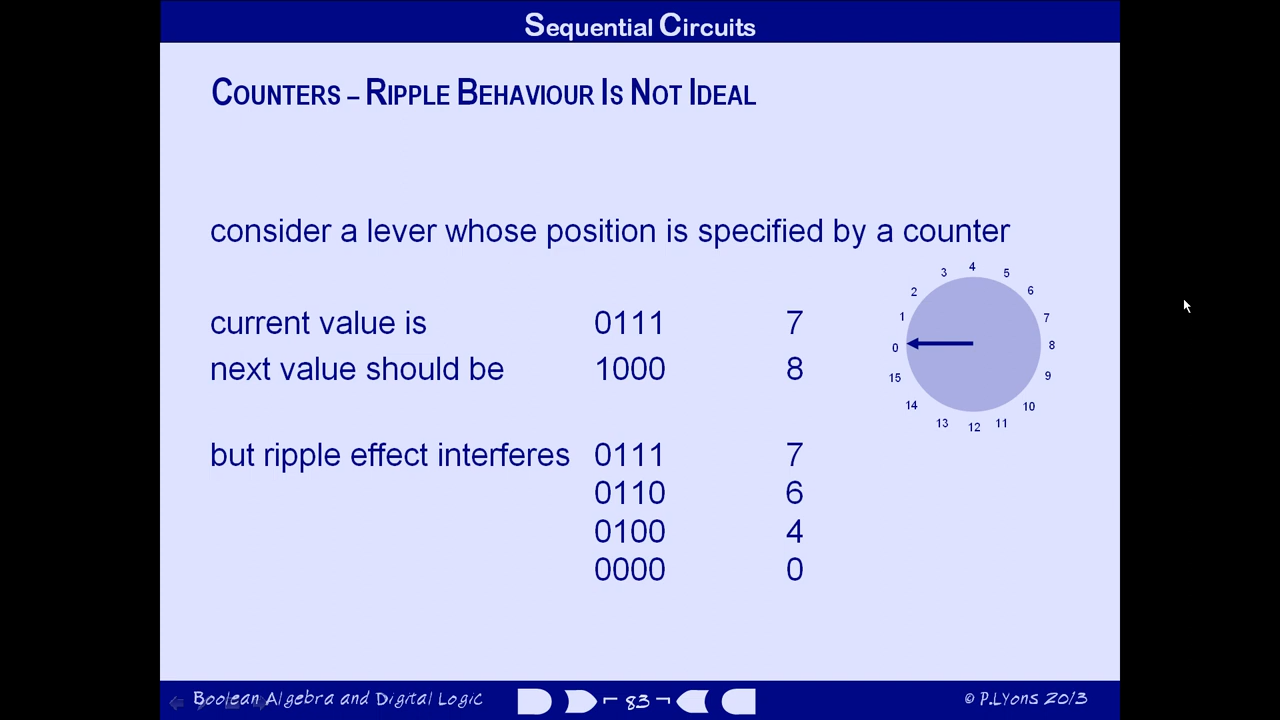 Sequential Circuits
Counters – Ripple Behaviour Is Not Ideal
consider a lever whose position is specified by a counter
current value is 0111 7
next value should be 1000 8
but ripple effect interferes 0111 7
0110 6
0100 4
0000 0
4
3 5
2 6
1 7
0 8
15 9
14 10
13 12 11
Boolean Algebra and Digital Logic 83 © P.Lyons 2013